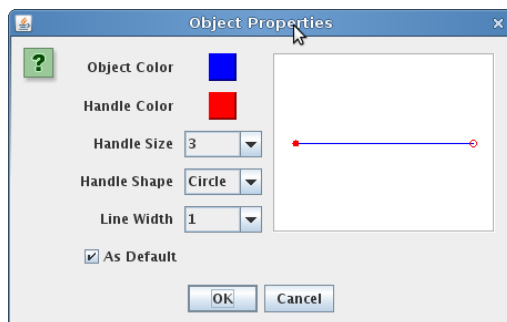 Object Properties
?
Object Color
Handle Color
Handle Size 3
Handle Shape Circle
Line Width 1
As Default
OK Cancel